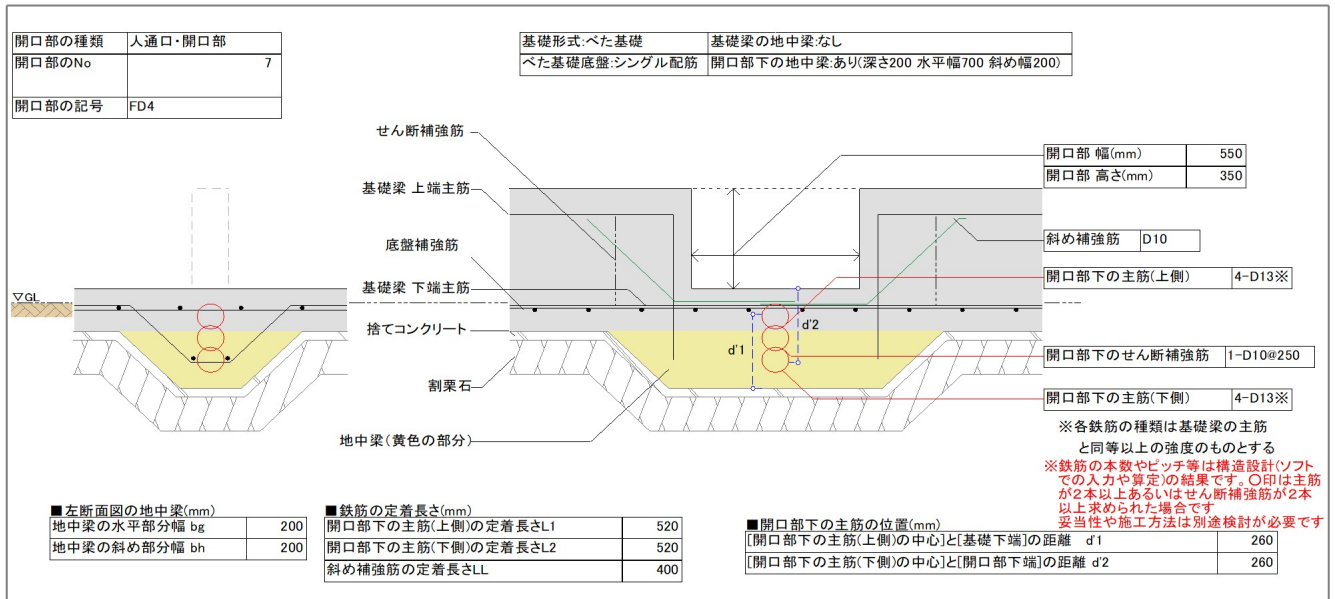 開口部の種類 人通口・開口部
開口部のNo 7
開口部の記号 FD4
基礎形式:べた基礎 基礎梁の地中梁:なし
べた基礎底盤:シングル配筋 開口部下の地中梁:あり(深さ200 水平幅700 斜め幅200)
せん断補強筋
基礎梁 上端主筋
底盤補強筋
基礎梁 下端主筋
捨てコンクリート
割栗石
地中梁(黄色の部分)
▽GL
d'1
d'2
開口部 幅(mm) 550
開口部 高さ(mm) 350
斜め補強筋 D10
開口部下の主筋(上側) 4-D13※
開口部下のせん断補強筋 1-D10@250
開口部下の主筋(下側) 4-D13※
※各鉄筋の種類は基礎梁の主筋
と同等以上の強度のものとする
※鉄筋の本数やピッチ等は構造設計(ソフト
での入力や算定)の結果です。〇印は主筋
が2本以上あるいはせん断補強筋が2本
以上求められた場合です
妥当性や施工方法は別途検討が必要です
■左断面図の地中梁(mm)
地中梁の水平部分幅 bg 200
地中梁の斜め部分幅 bh 200
■鉄筋の定着長さ(mm)
開口部下の主筋(上側)の定着長さL1 520
開口部下の主筋(下側)の定着長さL2 520
斜め補強筋の定着長さLL 400
■開口部下の主筋の位置(mm)
[開口部下の主筋(上側)の中心]と[基礎下端]の距離 d'1 260
[開口部下の主筋(下側)の中心]と[開口部下端]の距離 d'2 260